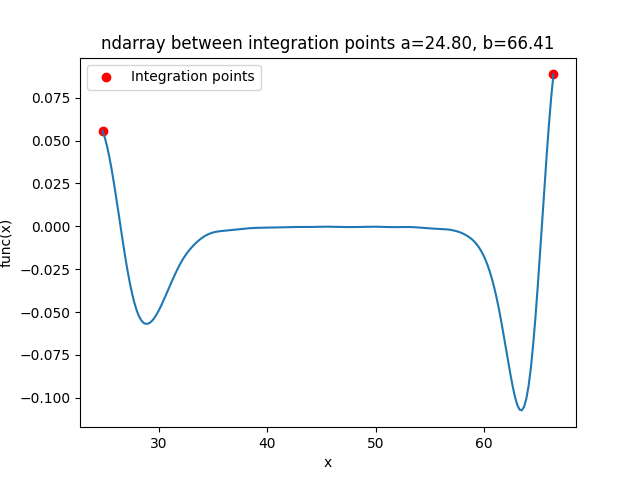 ndarray between integration points a=24.80, b=66.41
Integration points
0.075
0.050
0.025
0.000
−0.025
−0.050
−0.075
−0.100
func(x)
30 40 50 60
x